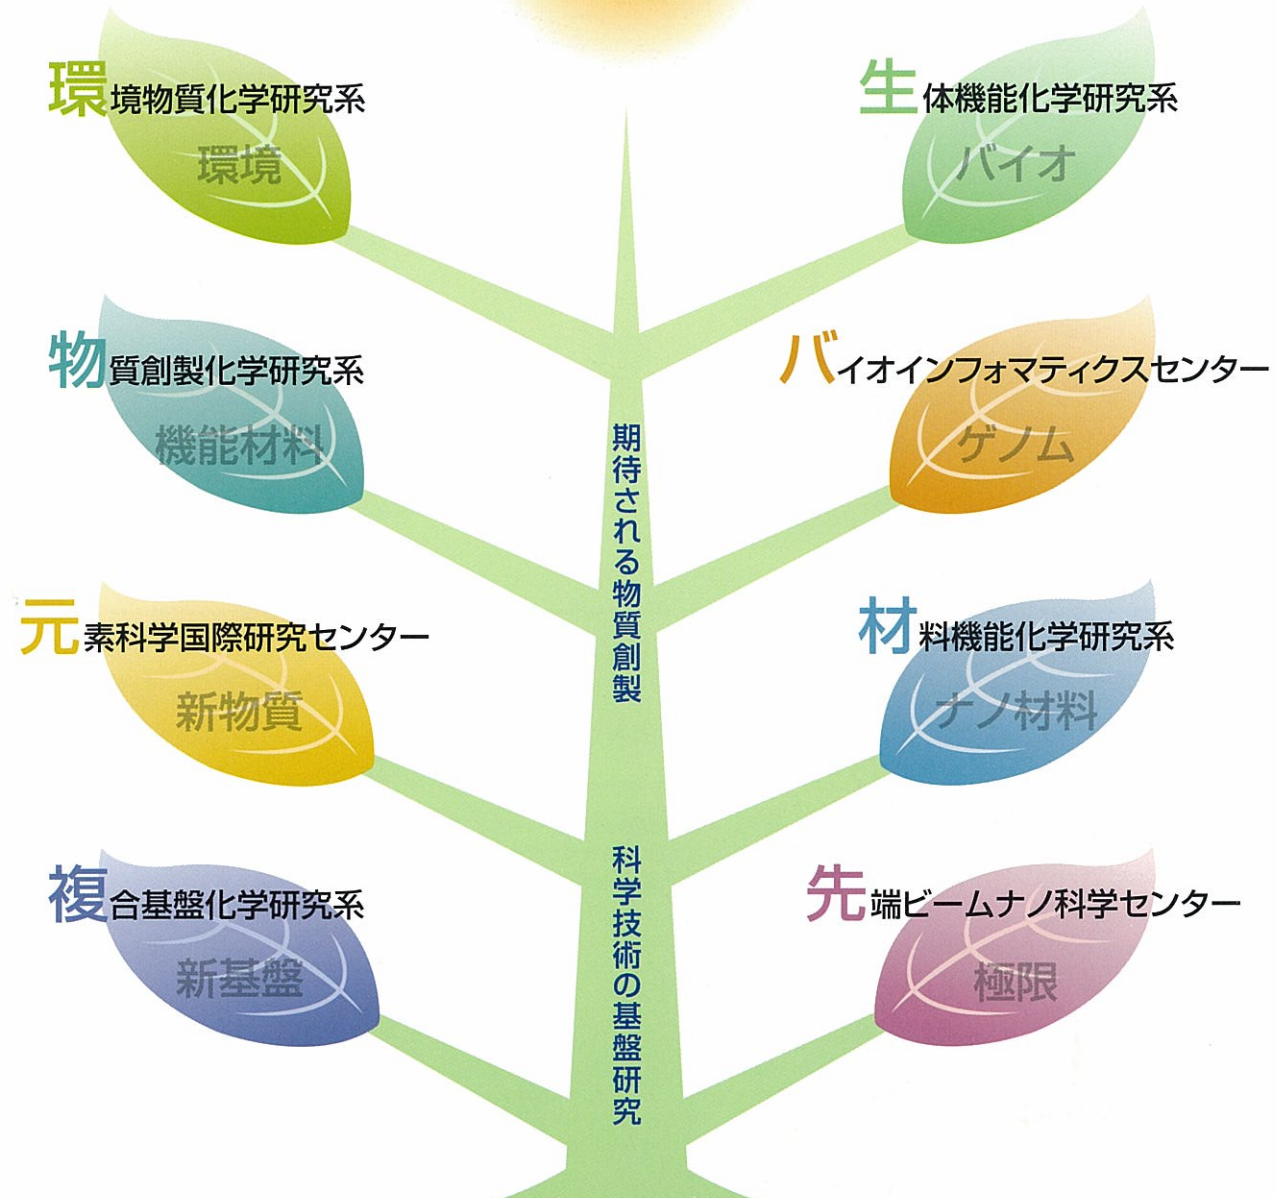 環境物質化学研究系
環境
生体機能化学研究系
バイオ
物質創製化学研究系
機能材料
バイオインフォマティクスセンター
ゲノム
期待される物質創製
元素科学国際研究センター
新物質
材料機能化学研究系
ナノ材料
科学技術の基盤研究
複合基盤化学研究系
新基盤
先端ビームナノ科学センター
極限